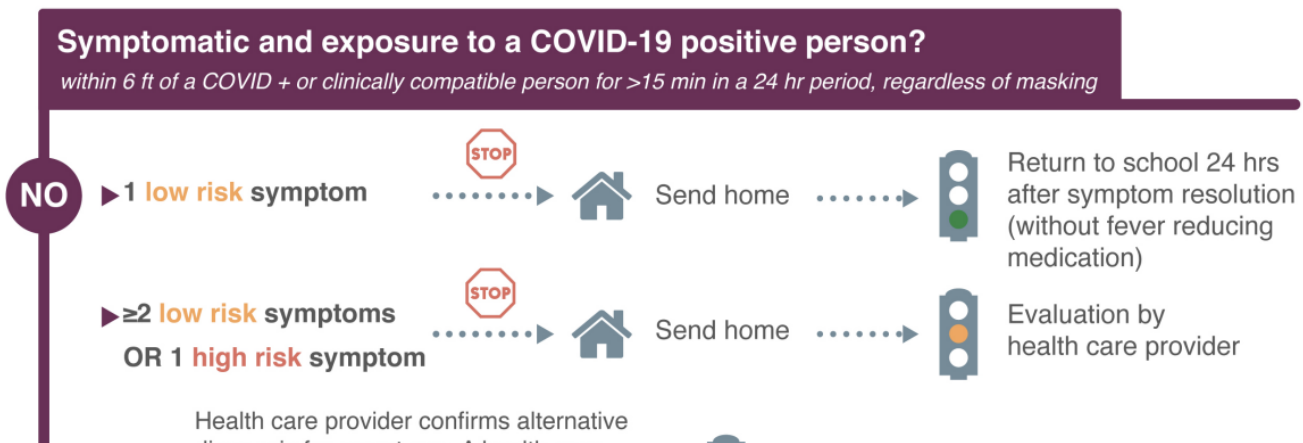 Symptomatic and exposure to a COVID-19 positive person?
within 6 ft of a COVID + or clinically compatible person for >15 min in a 24 hr period, regardless of masking
NO
1 low risk symptom
STOP
Send home
Return to school 24 hrs
after symptom resolution
(without fever reducing
medication)
≥2 low risk symptoms
OR 1 high risk symptom
STOP
Send home
Evaluation by
health care provider
Health care provider confirms alternative